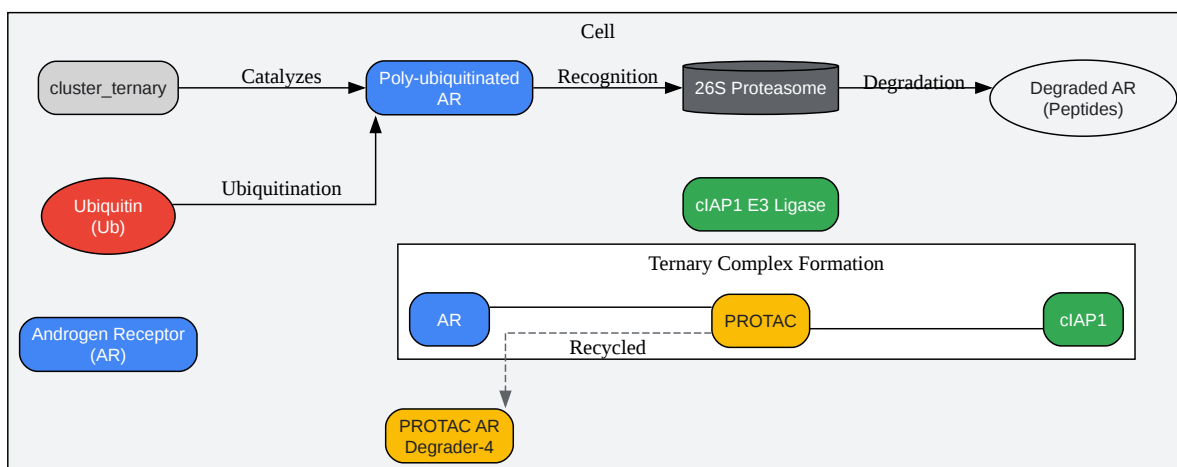 Cell
cluster_ternary
Catalyzes
Poly-ubiquitinated
AR
Recognition
26S Proteasome
Degradation
Degraded AR
(Peptides)
Ubiquitin
(Ub)
Ubiquitination
cIAP1 E3 Ligase
Ternary Complex Formation
AR
PROTAC
cIAP1
Recycled
Androgen Receptor
(AR)
PROTAC AR
Degrader-4